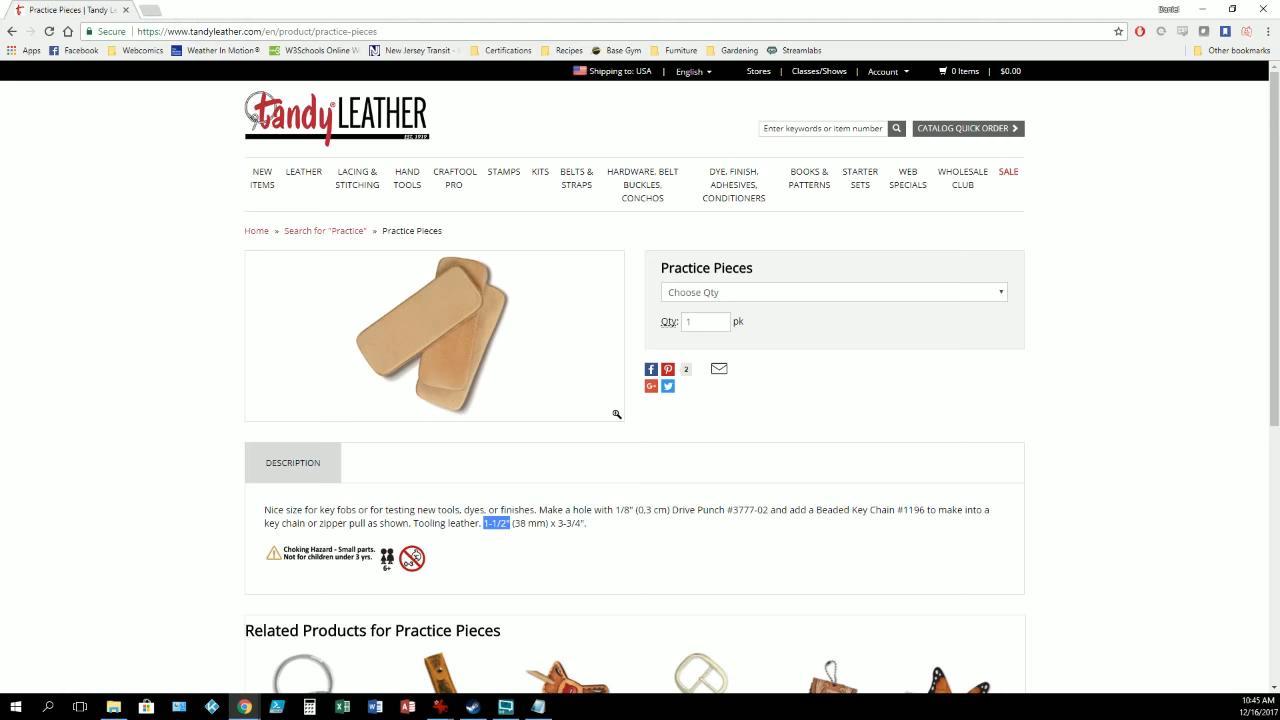 Practice Pieces | Tandy Le
Daniel
Secure
https://www.tandyleather.com/en/product/practice-pieces
Apps
Facebook
Webcomics
Weather In Motion®
W3Schools Online W
New Jersey Transit -
Certifications
Recipes
Base Gym
Furniture
Gardening
Streamlabs
Other bookmarks
Shipping to: USA | English
Stores | Classes/Shows | Account
0 Items | $0.00
tandy® LEATHER
EST. 1919
Enter keywords or item number
CATALOG QUICK ORDER
NEW ITEMS
LEATHER
LACING & STITCHING
HAND TOOLS
CRAFTOOL PRO
STAMPS
KITS
BELTS & STRAPS
HARDWARE, BELT BUCKLES, CONCHOS
DYE, FINISH, ADHESIVES, CONDITIONERS
BOOKS & PATTERNS
STARTER SETS
WEB SPECIALS
WHOLESALE CLUB
SALE
Home » Search for "Practice" » Practice Pieces
Practice Pieces
Choose Qty
Qty: 1 pk
2
DESCRIPTION
Nice size for key fobs or for testing new tools, dyes, or finishes. Make a hole with 1/8" (0,3 cm) Drive Punch #3777-02 and add a Beaded Key Chain #1196 to make into
key chain or zipper pull as shown. Tooling leather. 1-1/2" (38 mm) x 3-3/4".
Choking Hazard - Small parts.
Not for children under 3 yrs.
6+
0-3
Related Products for Practice Pieces
10:45 AM
12/16/2017